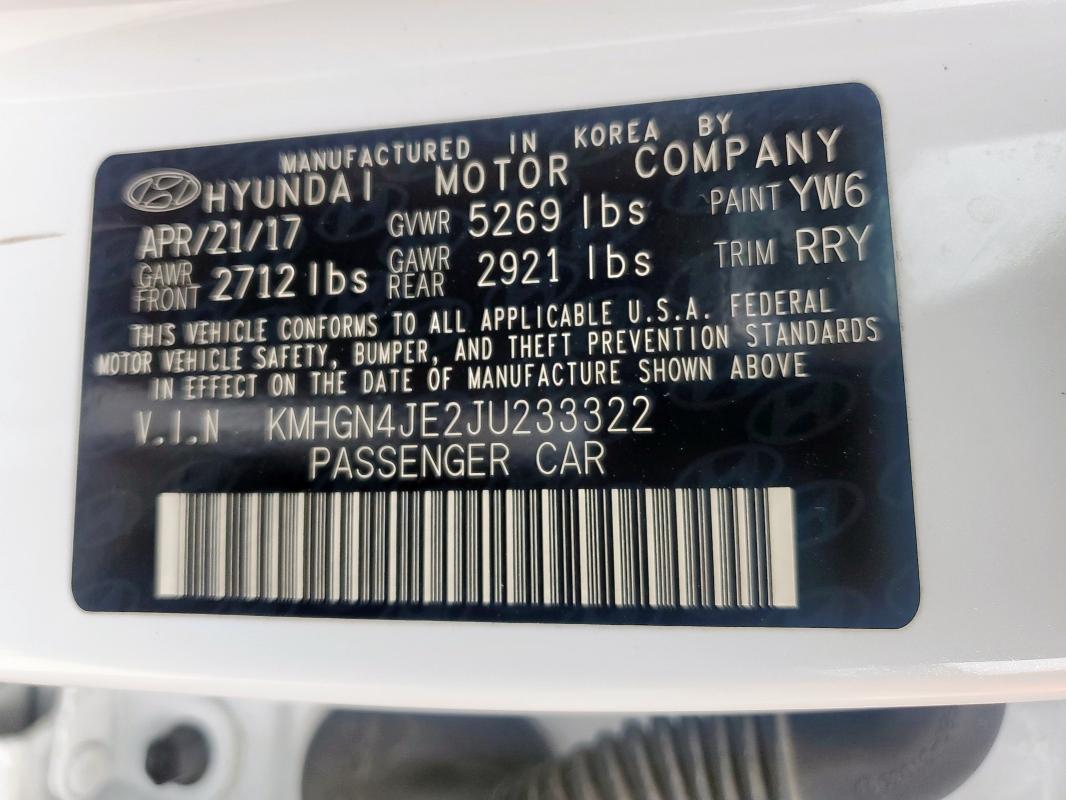 MANUFACTURED IN KOREA BY
HYUNDAI MOTOR COMPANY
APR/21/17 GVWR 5269 lbs PAINT YW6
GAWR FRONT 2712 lbs GAWR REAR 2921 lbs TRIM RRY
THIS VEHICLE CONFORMS TO ALL APPLICABLE U.S.A. FEDERAL
MOTOR VEHICLE SAFETY, BUMPER, AND THEFT PREVENTION STANDARDS
IN EFFECT ON THE DATE OF MANUFACTURE SHOWN ABOVE
V.I.N KMHGN4JE2JU233322
PASSENGER CAR